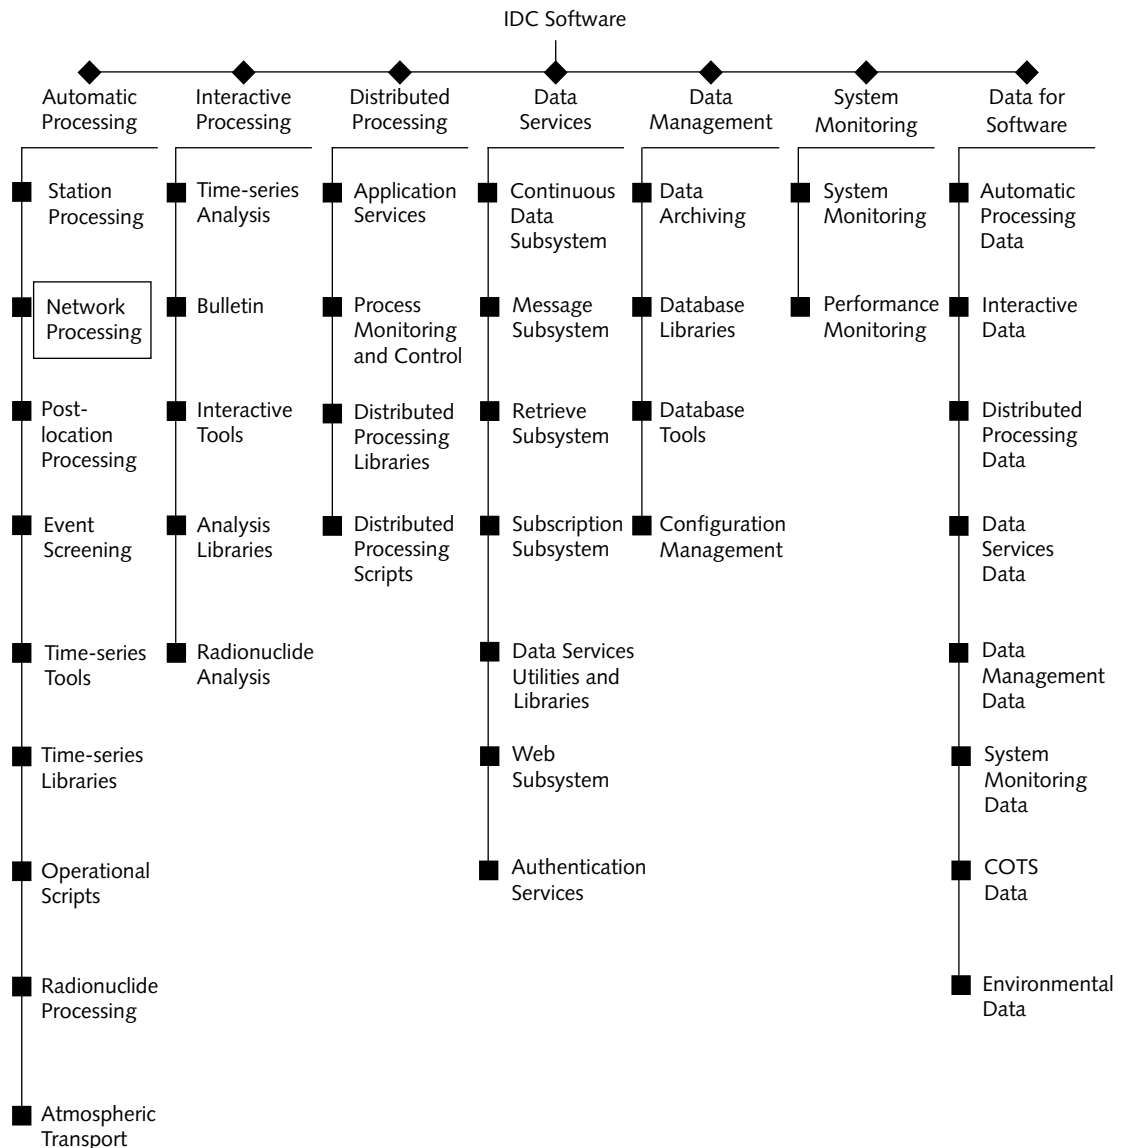 IDC Software
Automatic
Processing
Interactive
Processing
Distributed
Processing
Data
Services
Data
Management
System
Monitoring
Data for
Software
Station
Processing
Network
Processing
Post-
location
Processing
Event
Screening
Time-series
Tools
Time-series
Libraries
Operational
Scripts
Radionuclide
Processing
Atmospheric
Transport
Time-series
Analysis
Bulletin
Interactive
Tools
Analysis
Libraries
Radionuclide
Analysis
Application
Services
Process
Monitoring
and Control
Distributed
Processing
Libraries
Distributed
Processing
Scripts
Continuous
Data
Subsystem
Message
Subsystem
Retrieve
Subsystem
Subscription
Subsystem
Data Services
Utilities and
Libraries
Web
Subsystem
Authentication
Services
Data
Archiving
Database
Libraries
Database
Tools
Configuration
Management
System
Monitoring
Performance
Monitoring
Automatic
Processing
Data
Interactive
Data
Distributed
Processing
Data
Data
Services
Data
Data
Management
Data
System
Monitoring
Data
COTS
Data
Environmental
Data